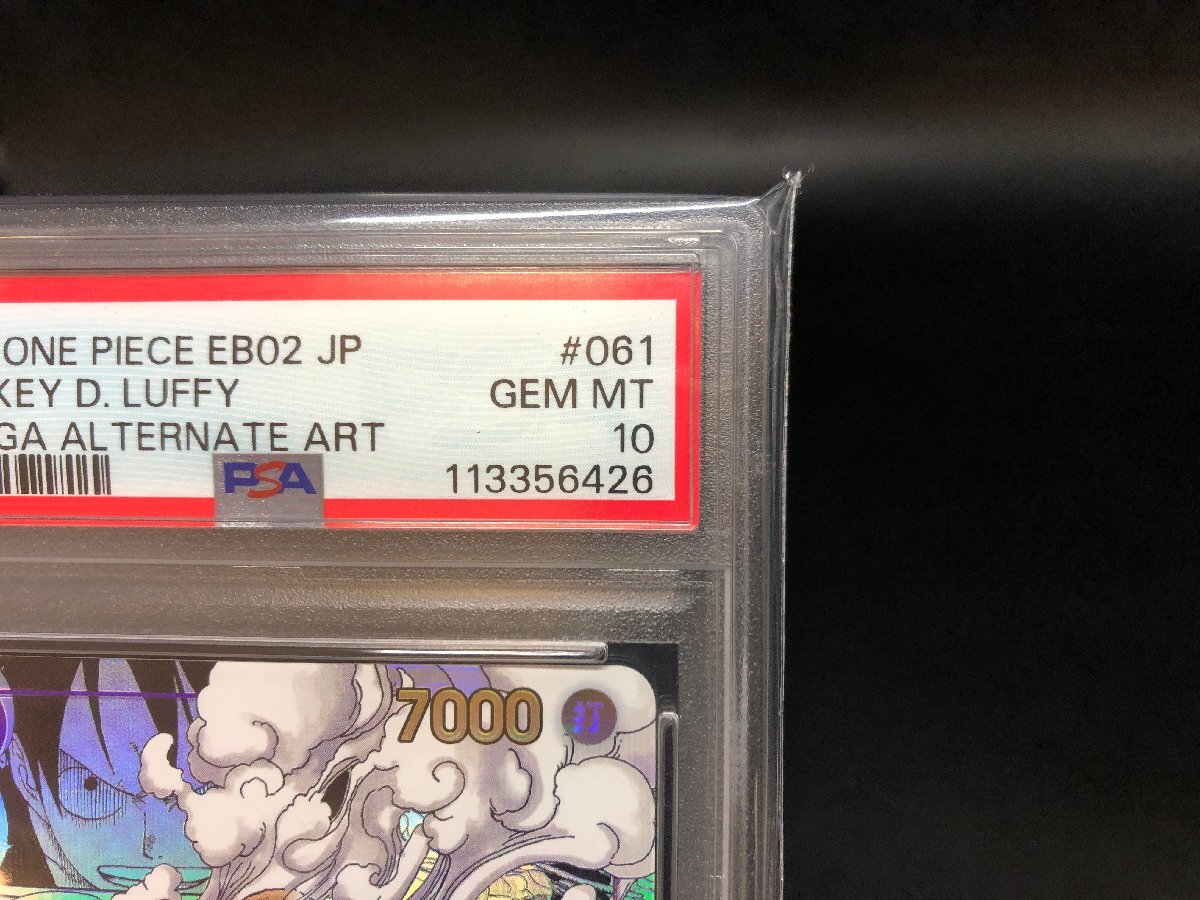 ONE PIECE EB02 JP #061
KEY D. LUFFY GEM MT
GA ALTERNATE ART 10
PSA 113356426
7000 打